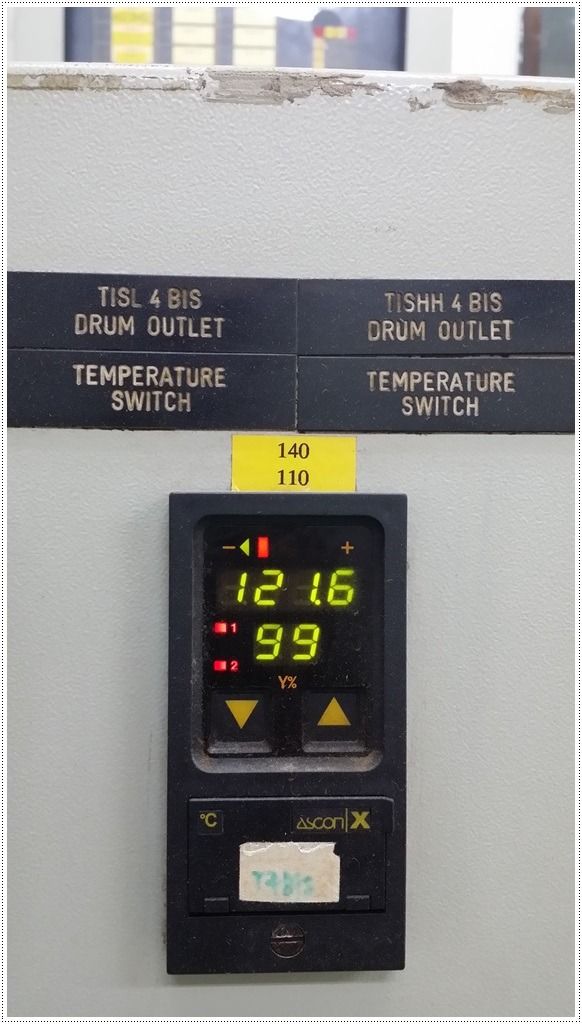 TISL 4 BIS
DRUM OUTLET
TISHH 4 BIS
DRUM OUTLET
TEMPERATURE
SWITCH
TEMPERATURE
SWITCH
140
110
− +
121.6
1
99
2
Y%
°C
ascon X